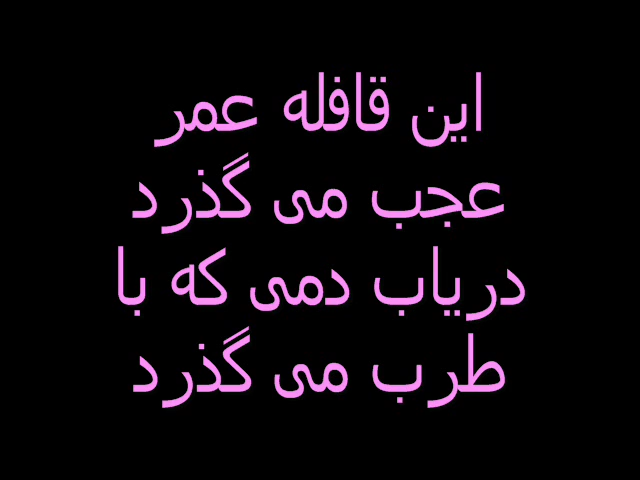 این قافله عمر
عجب می گذرد
دریاب دمی که با
طرب می گذرد